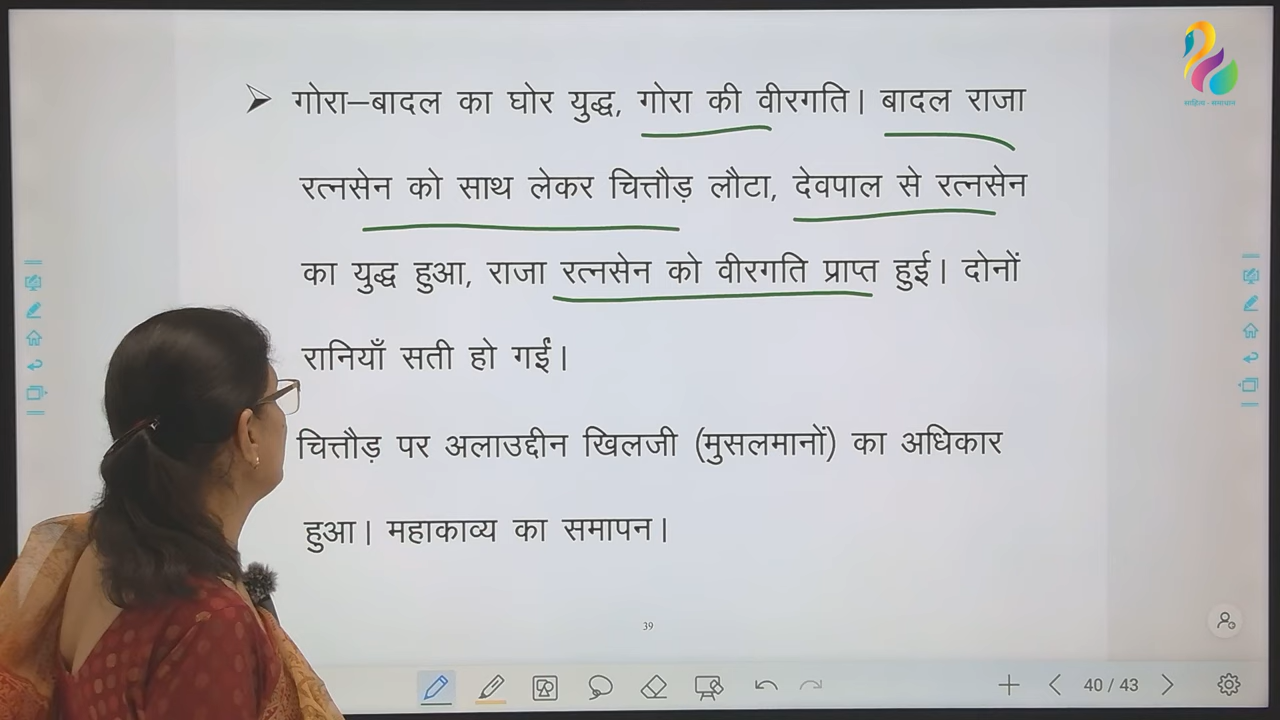 साहित्य - समाधान
➢ गोरा–बादल का घोर युद्ध, गोरा की वीरगति। बादल राजा
रत्नसेन को साथ लेकर चित्तौड़ लौटा, देवपाल से रत्नसेन
का युद्ध हुआ, राजा रत्नसेन को वीरगति प्राप्त हुई। दोनों
रानियाँ सती हो गईं।
चित्तौड़ पर अलाउद्दीन खिलजी (मुसलमानों) का अधिकार
हुआ। महाकाव्य का समापन।
39
40 / 43